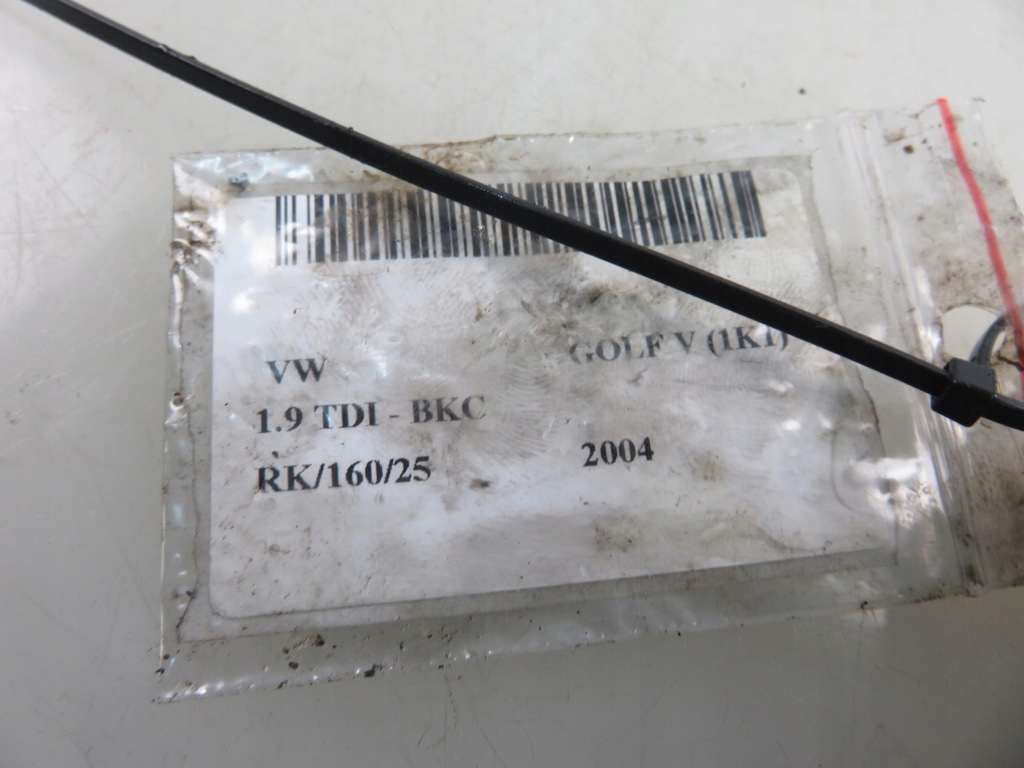 VW GOLF V (1K1)
1.9 TDI - BKC
RK/160/25 2004